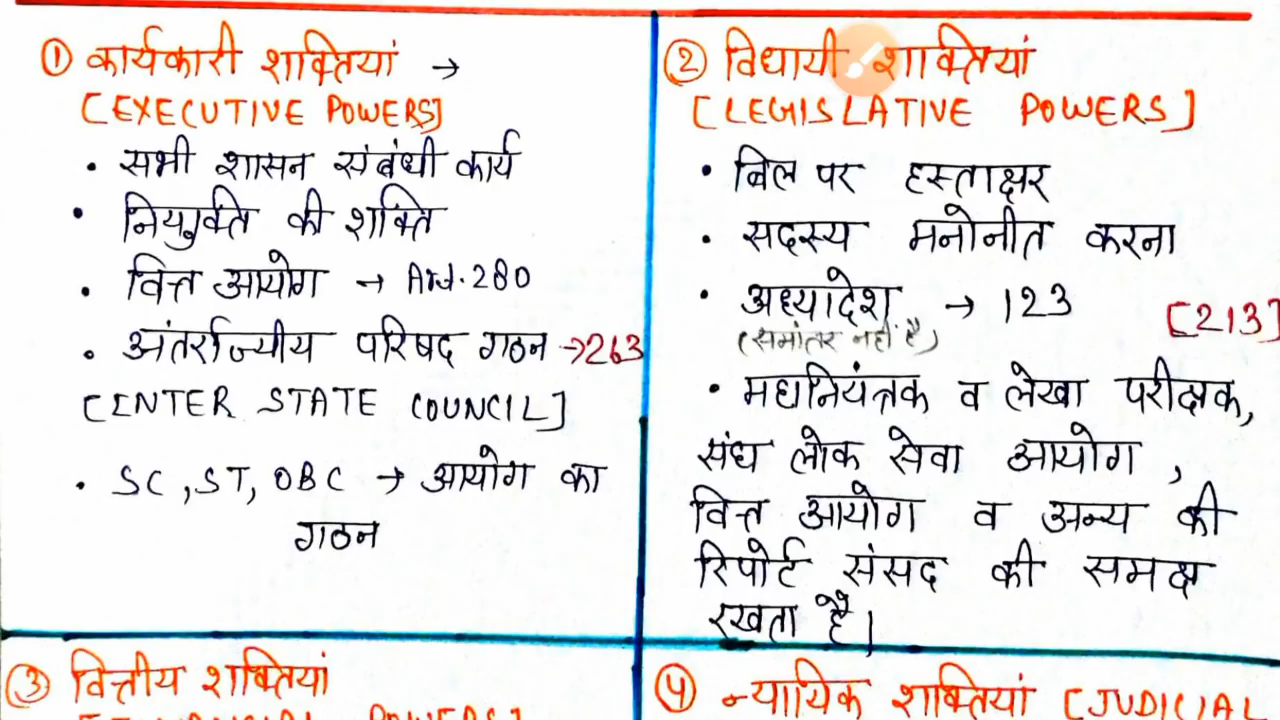 ① कार्यकारी शक्तियां →
[EXECUTIVE POWERS]
• सभी शासन संबंधी कार्य
• नियुक्ति की शक्ति
• वित्त आयोग → Art. 280
• अंतर्राज्यीय परिषद गठन → 263
[INTER STATE COUNCIL]
• SC, ST, OBC → आयोग का
गठन
② विधायी शक्तियां
[LEGISLATIVE POWERS]
• बिल पर हस्ताक्षर
• सदस्य मनोनीत करना
• अध्यादेश → 123 [213]
(समांतर नहीं है)
• महानियंत्रक व लेखा परीक्षक,
संघ लोक सेवा आयोग,
वित्त आयोग व अन्य की
रिपोर्ट संसद की समक्ष
रखता है।
③ वित्तीय शक्तियां
POWERS]
④ न्यायिक शक्तियां [JUDICIAL